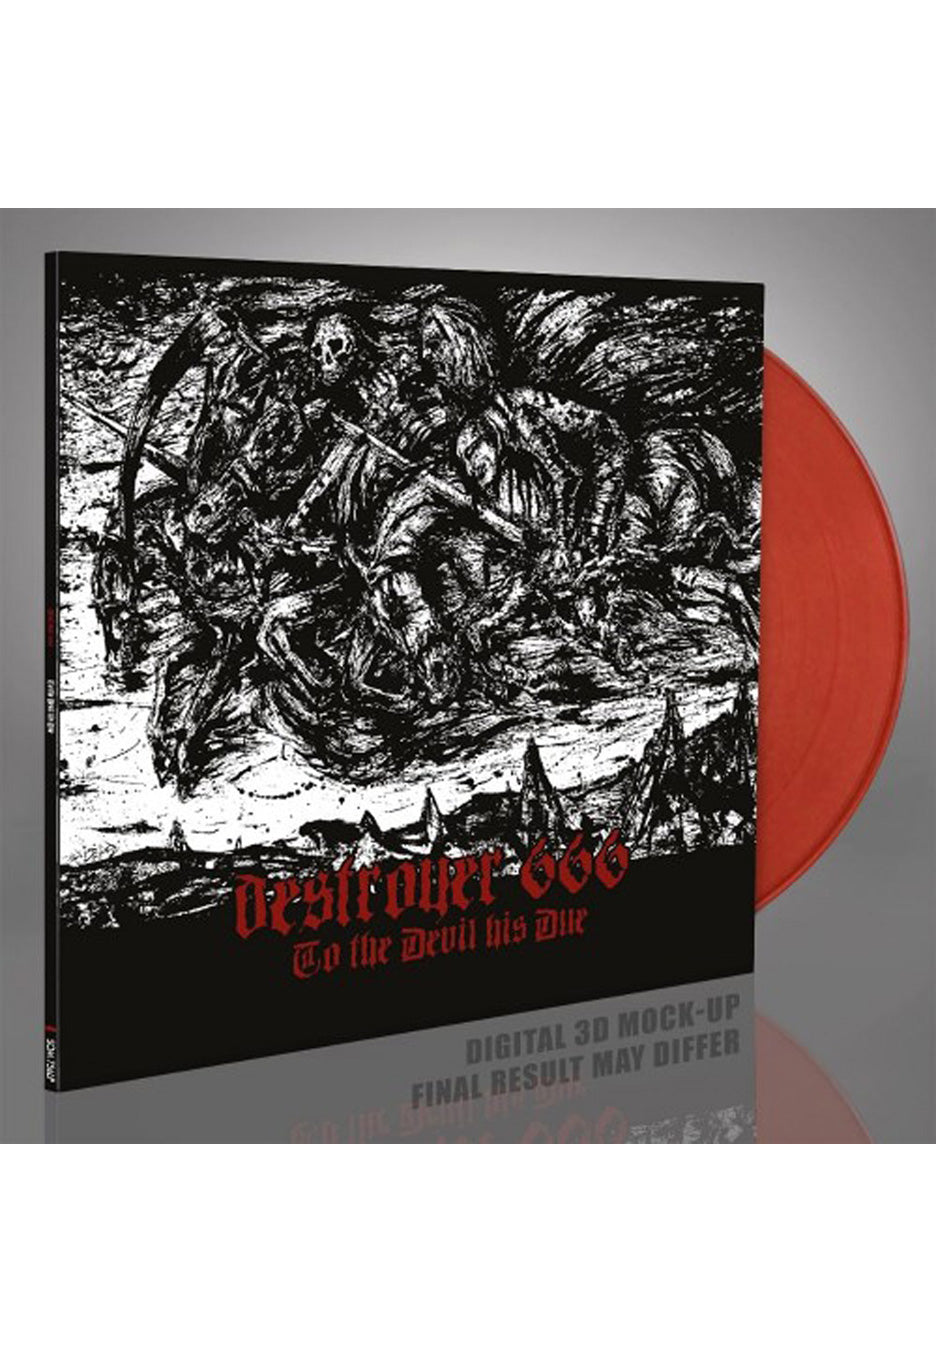 Destroyer 666
To the Devil his Due
DIGITAL 3D MOCK-UP
FINAL RESULT MAY DIFFER